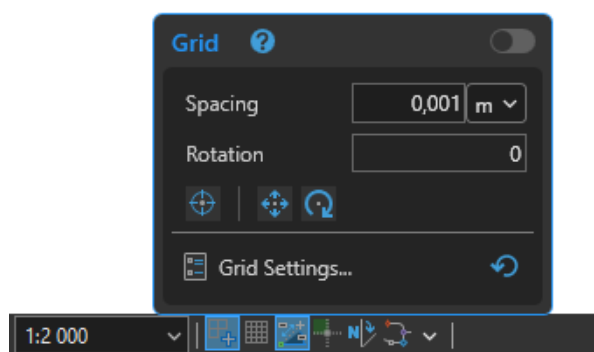 Grid ?
Spacing 0,001 m
Rotation 0
Grid Settings...
1:2 000 N